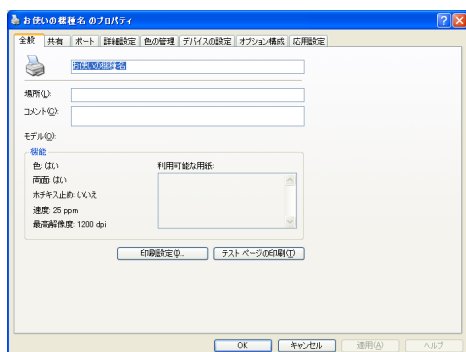 お使いの機種名 のプロパティ
全般 共有 ポート 詳細設定 色の管理 デバイスの設定 オプション構成 応用設定
お使いの機種名
場所(L):
コメント(C):
モデル(O):
機能
色: はい
両面: はい
ホチキス止め: いいえ
速度: 25 ppm
最高解像度: 1200 dpi
利用可能な用紙:
印刷設定(I)...
テスト ページの印刷(T)
OK キャンセル 適用(A) ヘルプ